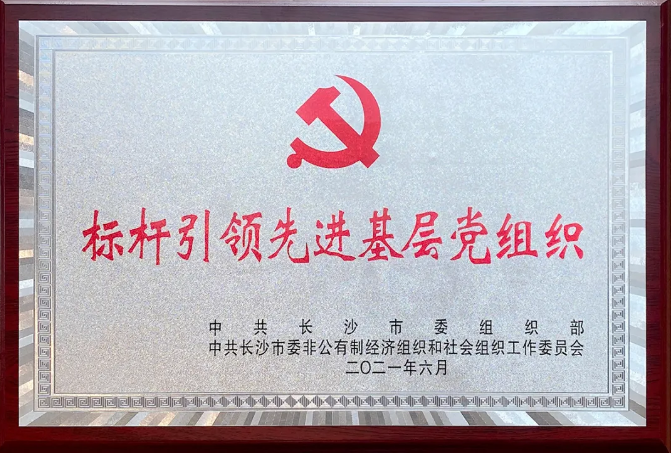 标杆引领先进基层党组织
中共长沙市委组织部
中共长沙市委非公有制经济组织和社会组织工作委员会
二〇二一年六月